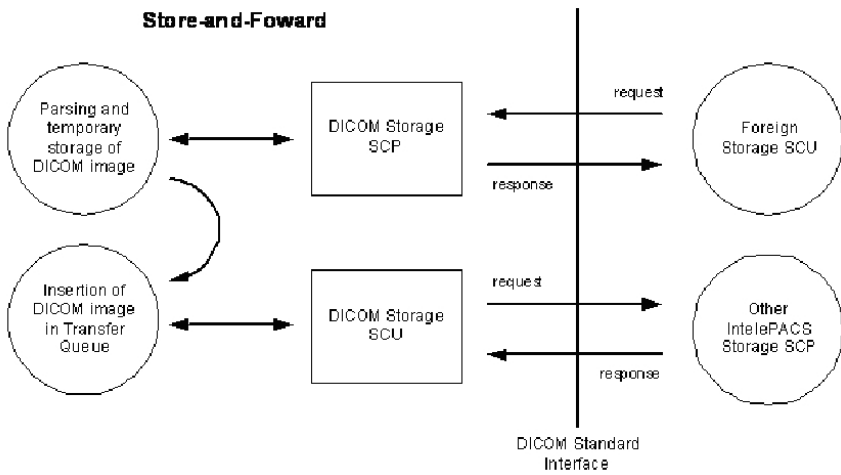 Store-and-Foward
Parsing and
temporary
storage of
DICOM image
DICOM Storage
SCP
request
response
Foreign
Storage SCU
Insertion of
DICOM image
in Transfer
Queue
DICOM Storage
SCU
request
response
Other
IntelePACS
Storage SCP
DICOM Standard
Interface